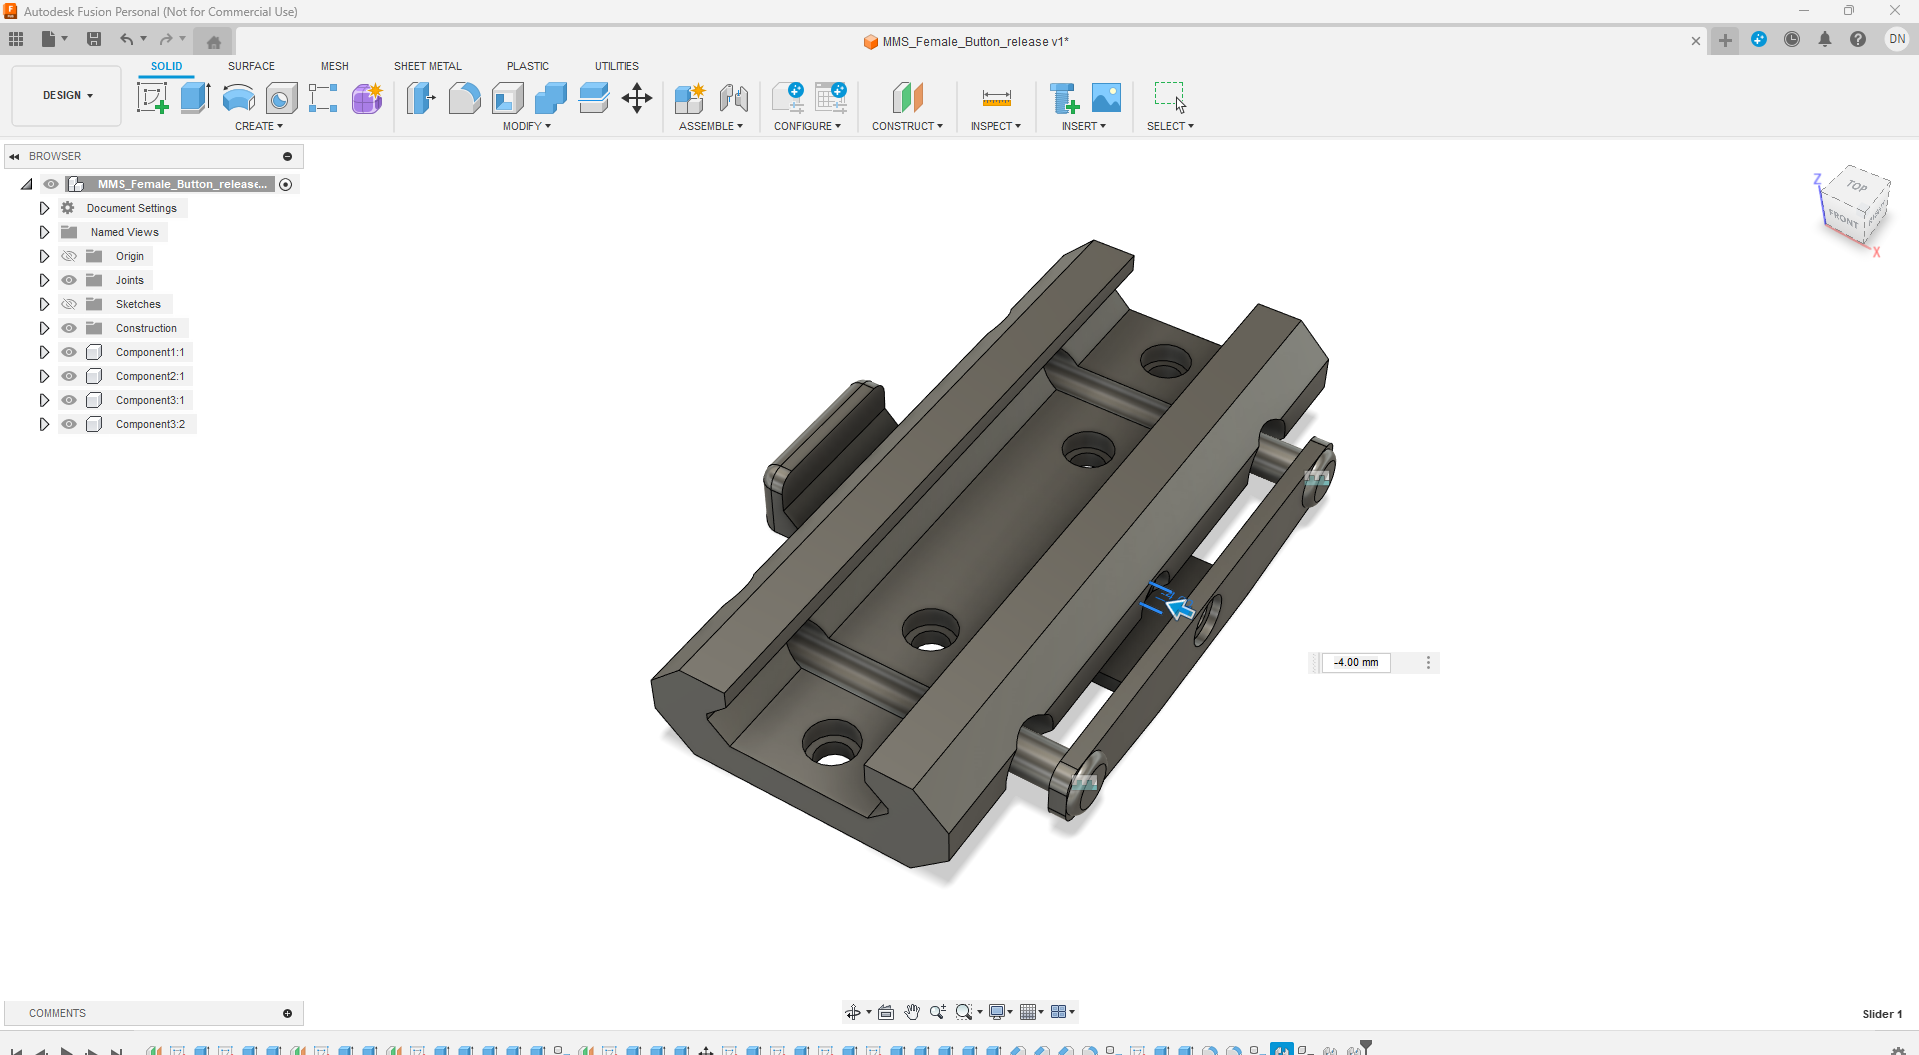 Autodesk Fusion Personal (Not for Commercial Use)
MMS_Female_Button_release v1*
DN
SOLID
SURFACE
MESH
SHEET METAL
PLASTIC
UTILITIES
DESIGN
CREATE
MODIFY
ASSEMBLE
CONFIGURE
CONSTRUCT
INSPECT
INSERT
SELECT
BROWSER
MMS_Female_Button_release...
Document Settings
Named Views
Origin
Joints
Sketches
Construction
Component1:1
Component2:1
Component3:1
Component3:2
Z
TOP
FRONT
X
-4.00 mm
COMMENTS
Slider 1